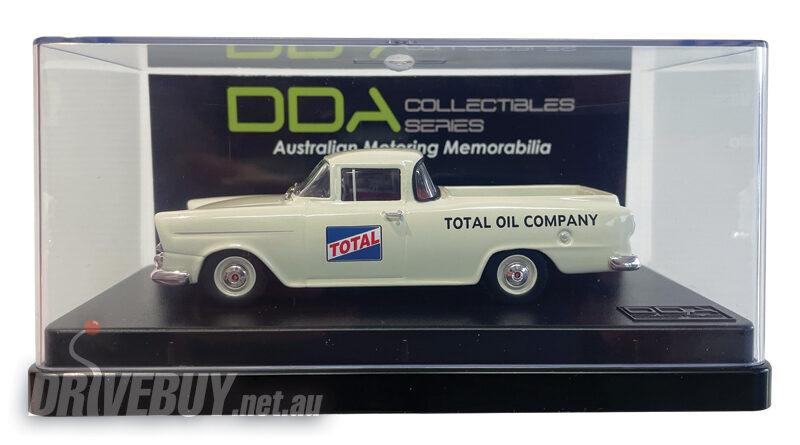 DDA COLLECTIBLES
SERIES
Australian Motoring Memorabilia
TOTAL OIL COMPANY
TOTAL
DDA
DRIVEBUY.net.au